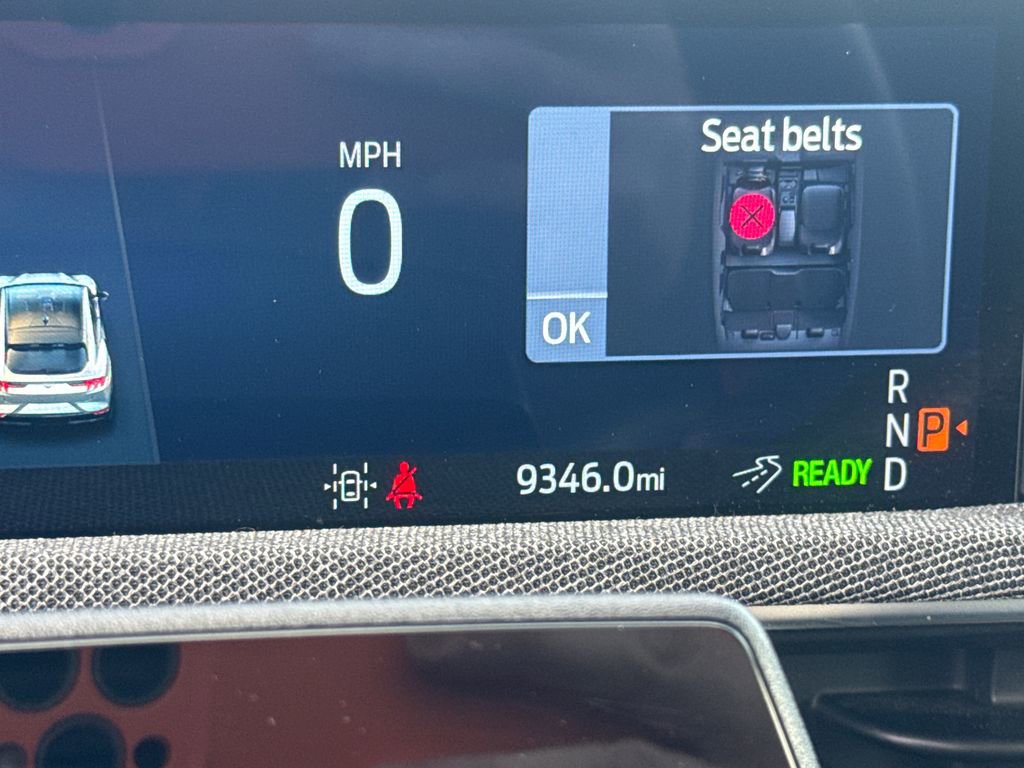 MPH
0
Seat belts
OK
R
N P
D
9346.0mi
READY